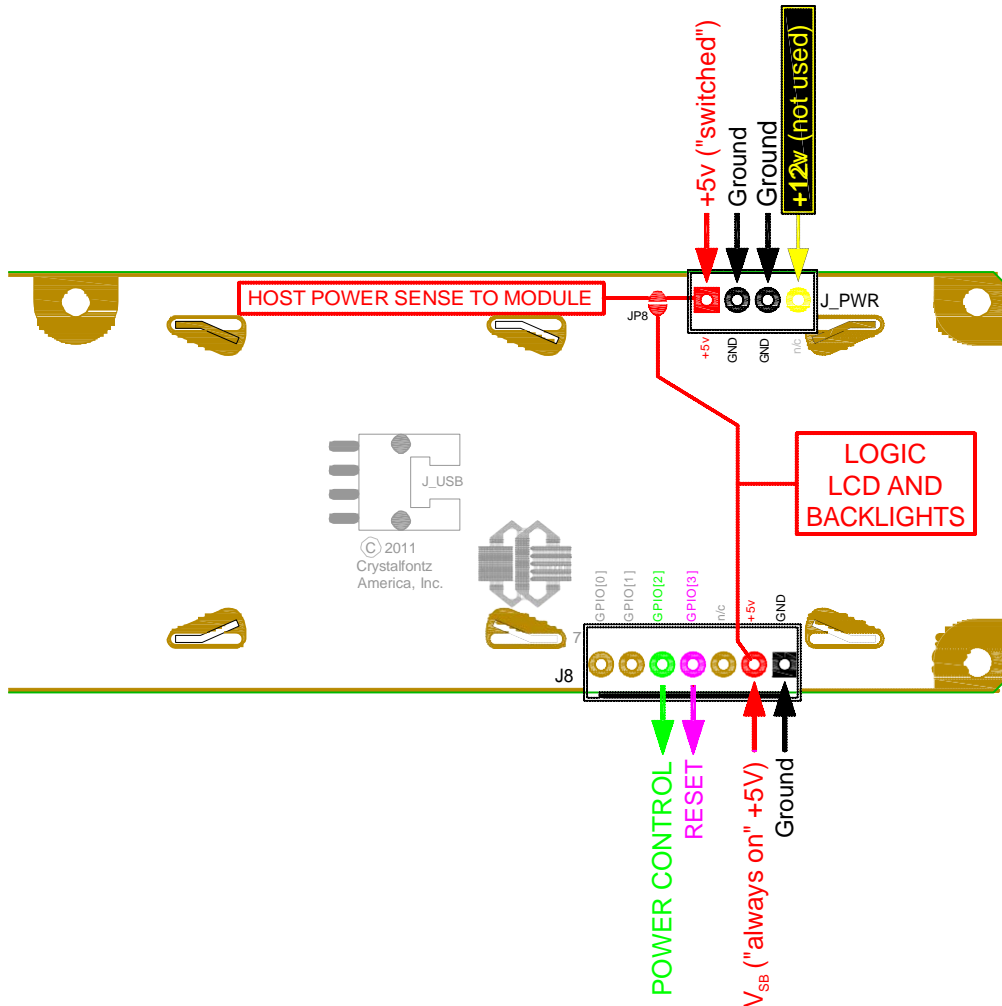 +5v ("switched")
Ground
Ground
+12v (not used)
HOST POWER SENSE TO MODULE
JP8
J_PWR
+5v
GND
GND
n/c
LOGIC
LCD AND
BACKLIGHTS
J_USB
© 2011
Crystalfontz
America, Inc.
GPIO[0]
GPIO[1]
GPIO[2]
GPIO[3]
n/c
+5v
GND
7
J8
POWER CONTROL
RESET
VSB ("always on" +5V)
Ground